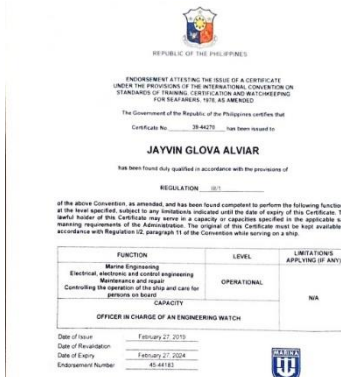 REPUBLIC OF THE PHILIPPINES
ENDORSEMENT ATTESTING THE ISSUE OF A CERTIFICATE
UNDER THE PROVISIONS OF THE INTERNATIONAL CONVENTION ON
STANDARDS OF TRAINING, CERTIFICATION AND WATCHKEEPING
FOR SEAFARERS, 1978, AS AMENDED
The Government of the Republic of the Philippines certifies that
Certificate No 39-44276 has been issued to
JAYVIN GLOVA ALVIAR
has been found duly qualified in accordance with the provisions of
REGULATION III/1
of the above Convention, as amended, and has been found competent to perform the following functio
at the level specified, subject to any limitations indicated until the date of expiry of this Certificate. T
lawful holder of this Certificate may serve in a capacity or capacities specified in the applicable s
manning requirements of the Administration. The original of this Certificate must be kept available
accordance with Regulation I/2, paragraph 11 of the Convention while serving on a ship.
FUNCTION LEVEL LIMITATION/S APPLYING (IF ANY)
Marine Engineering
Electrical, electronic and control engineering
Maintenance and repair
Controlling the operation of the ship and care for
persons on board
OPERATIONAL
N/A
CAPACITY
OFFICER IN CHARGE OF AN ENGINEERING WATCH
Date of Issue February 27, 2019
Date of Revalidation
Date of Expiry February 27, 2024
Endorsement Number 45-44183
MARINA